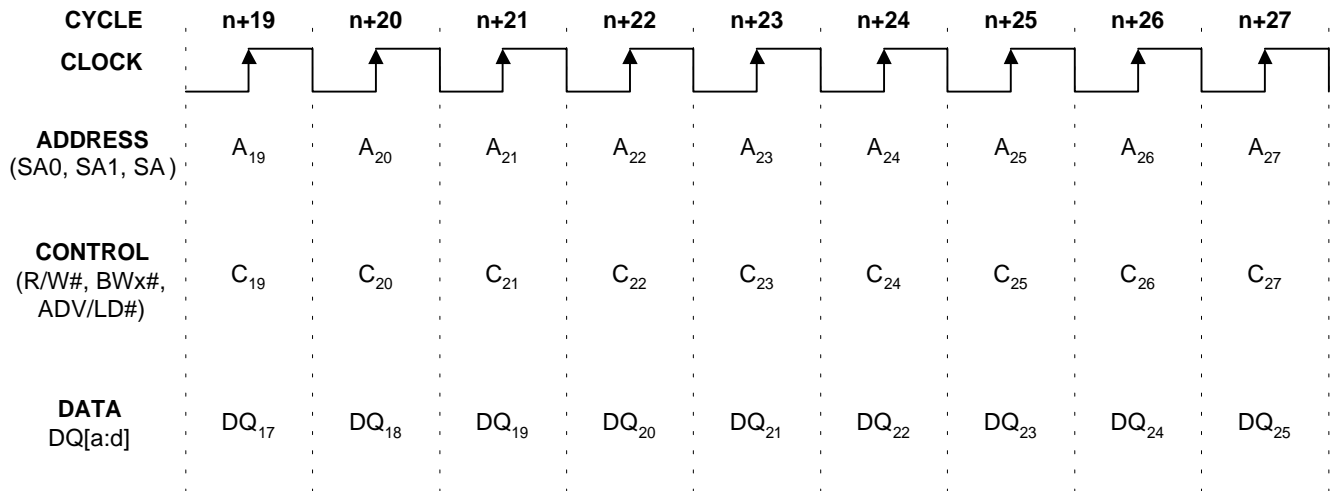 CYCLE n+19 n+20 n+21 n+22 n+23 n+24 n+25 n+26 n+27
CLOCK
ADDRESS
(SA0, SA1, SA ) A19 A20 A21 A22 A23 A24 A25 A26 A27
CONTROL
(R/W#, BWx#, C19 C20 C21 C22 C23 C24 C25 C26 C27
ADV/LD#)
DATA
DQ[a:d] DQ17 DQ18 DQ19 DQ20 DQ21 DQ22 DQ23 DQ24 DQ25